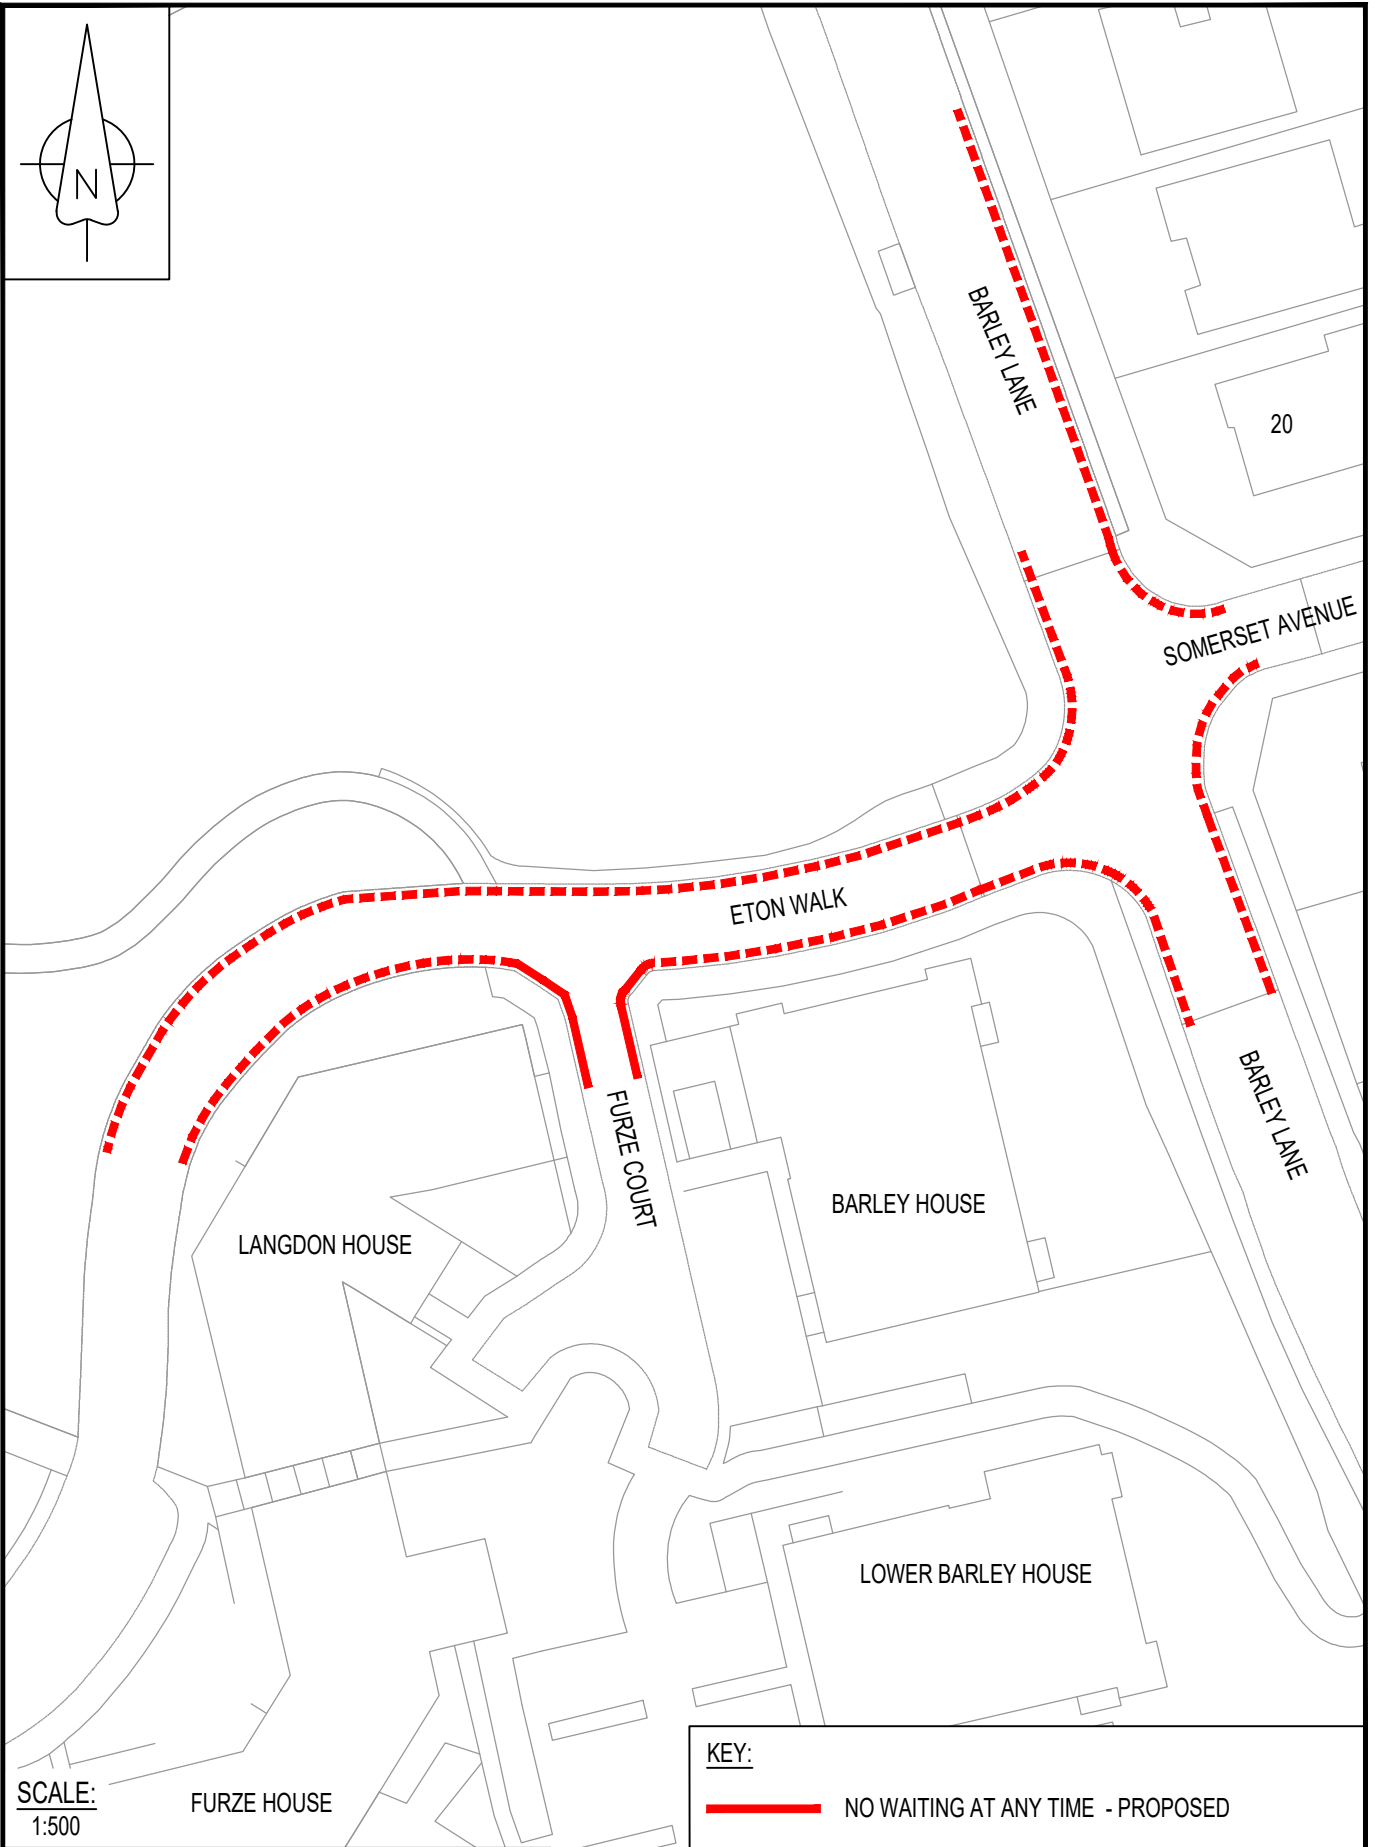 N
BARLEY LANE
20
SOMERSET AVENUE
ETON WALK
BARLEY LANE
FURZE COURT
BARLEY HOUSE
LANGDON HOUSE
LOWER BARLEY HOUSE
KEY:
NO WAITING AT ANY TIME - PROPOSED
SCALE:
1:500
FURZE HOUSE